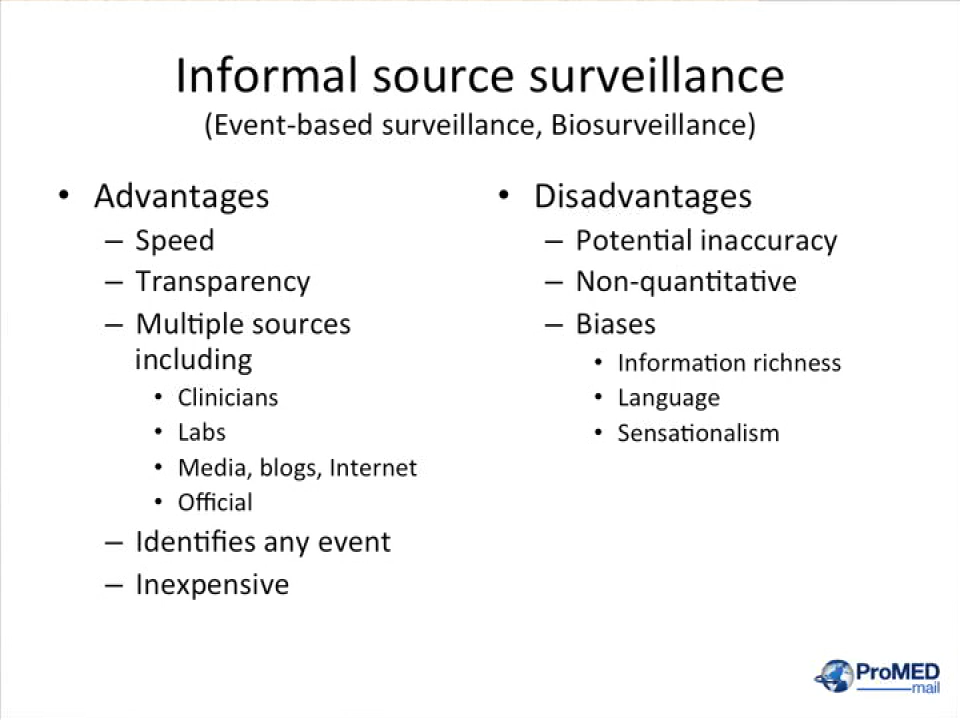 Informal source surveillance
(Event-based surveillance, Biosurveillance)
• Advantages
– Speed
– Transparency
– Multiple sources
including
• Clinicians
• Labs
• Media, blogs, Internet
• Official
– Identifies any event
– Inexpensive
• Disadvantages
– Potential inaccuracy
– Non-quantitative
– Biases
• Information richness
• Language
• Sensationalism
ProMED
mail